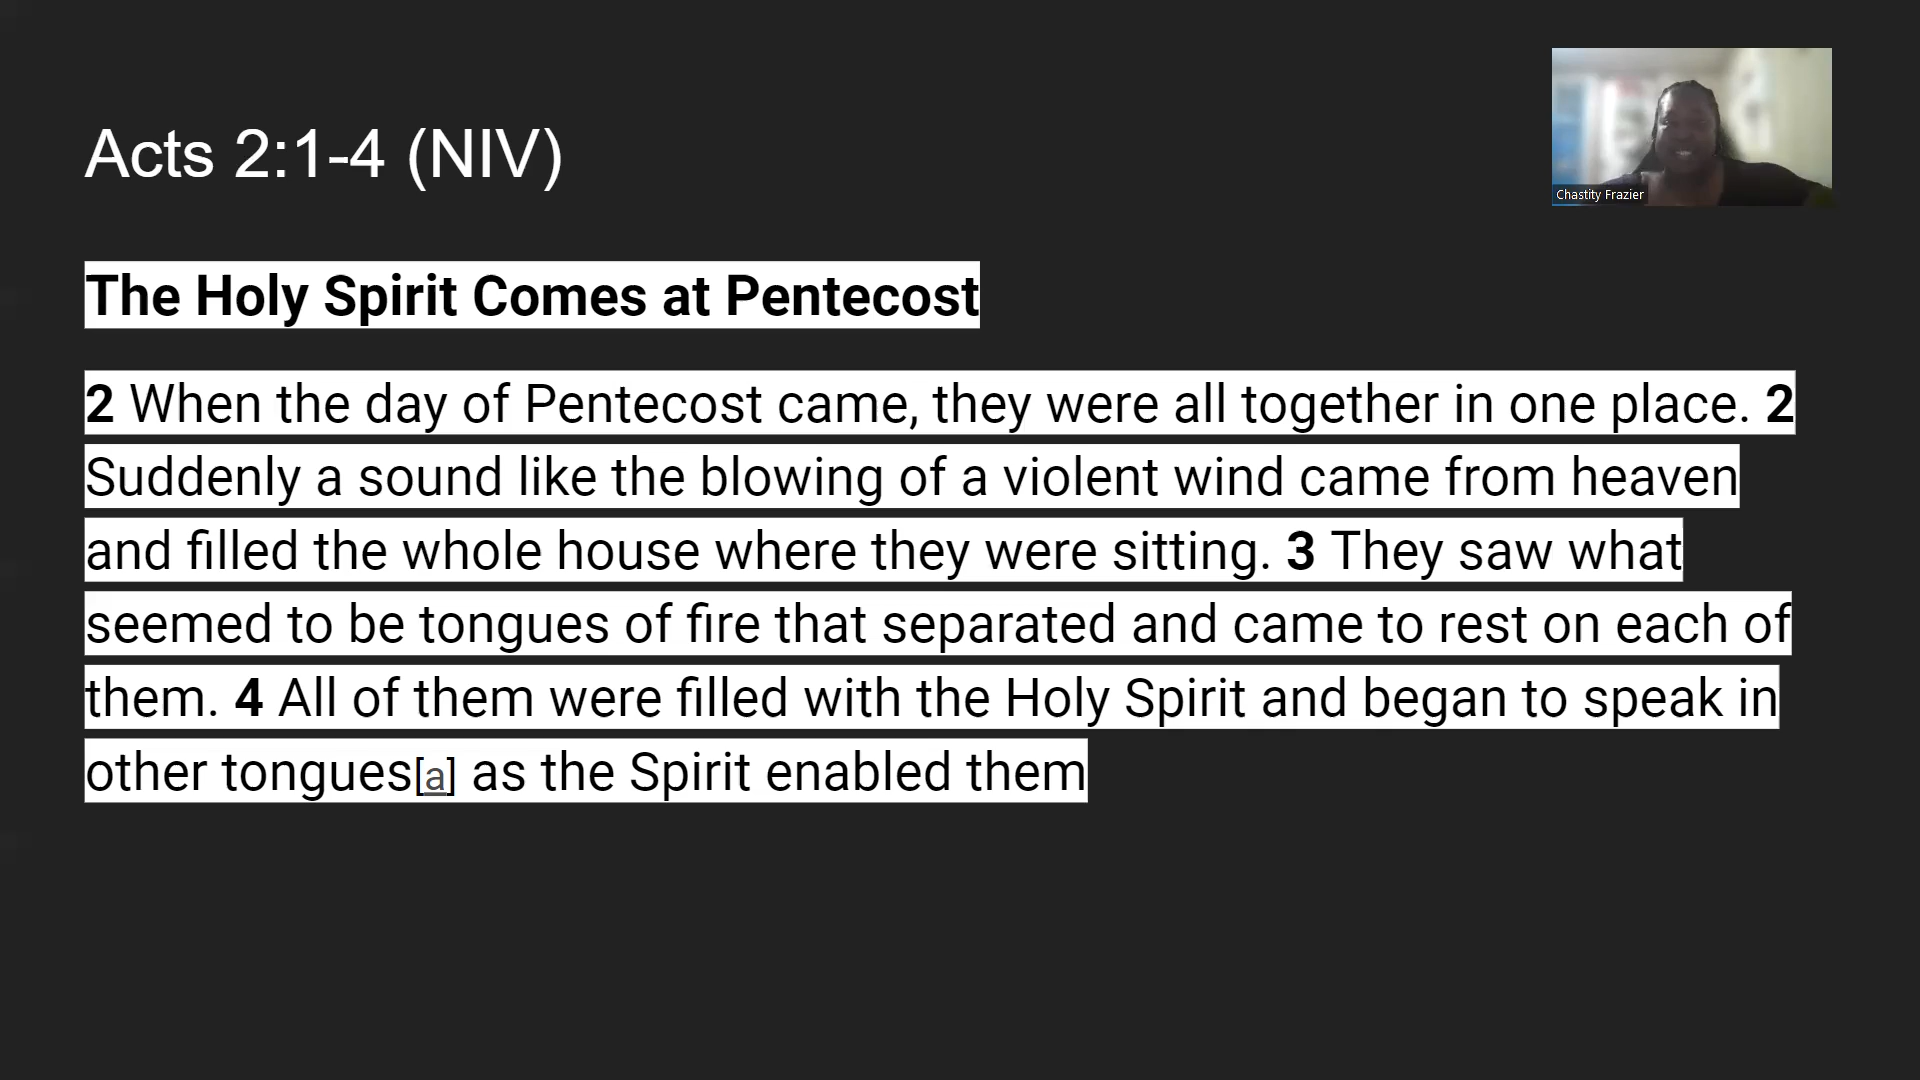 Acts 2:1-4 (NIV)
Chastity Frazier
The Holy Spirit Comes at Pentecost
2 When the day of Pentecost came, they were all together in one place. 2
Suddenly a sound like the blowing of a violent wind came from heaven
and filled the whole house where they were sitting. 3 They saw what
seemed to be tongues of fire that separated and came to rest on each of
them. 4 All of them were filled with the Holy Spirit and began to speak in
other tongues[a] as the Spirit enabled them